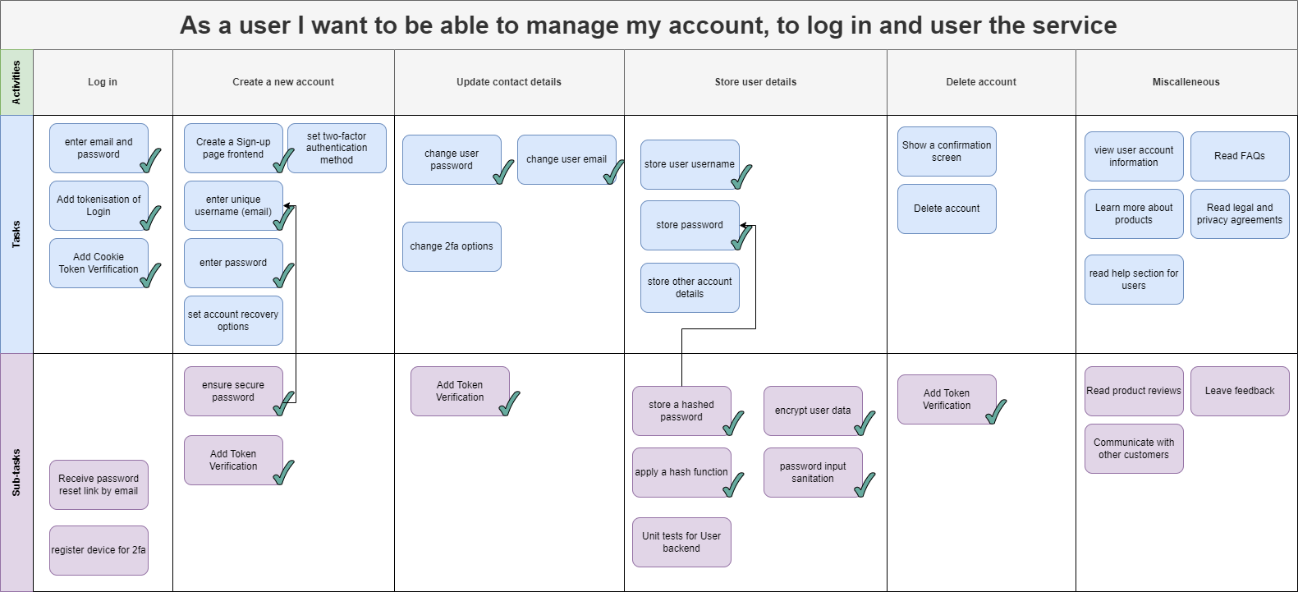 As a user I want to be able to manage my account, to log in and user the service
Activities
Log in
Create a new account
Update contact details
Store user details
Delete account
Miscalleneous
Tasks
enter email and
password
Add tokenisation of
Login
Add Cookie
Token Verfification
Create a Sign-up
page frontend
set two-factor
authentication
method
enter unique
username (email)
enter password
set account recovery
options
change user
password
change user email
change 2fa options
store user username
store password
store other account
details
Show a confirmation
screen
Delete account
view user account
information
Read FAQs
Learn more about
products
Read legal and
privacy agreements
read help section for
users
Sub-tasks
Receive password
reset link by email
register device for 2fa
ensure secure
password
Add Token
Verification
Add Token
Verification
store a hashed
password
encrypt user data
apply a hash function
password input
sanitation
Unit tests for User
backend
Add Token
Verification
Read product reviews
Leave feedback
Communicate with
other customers